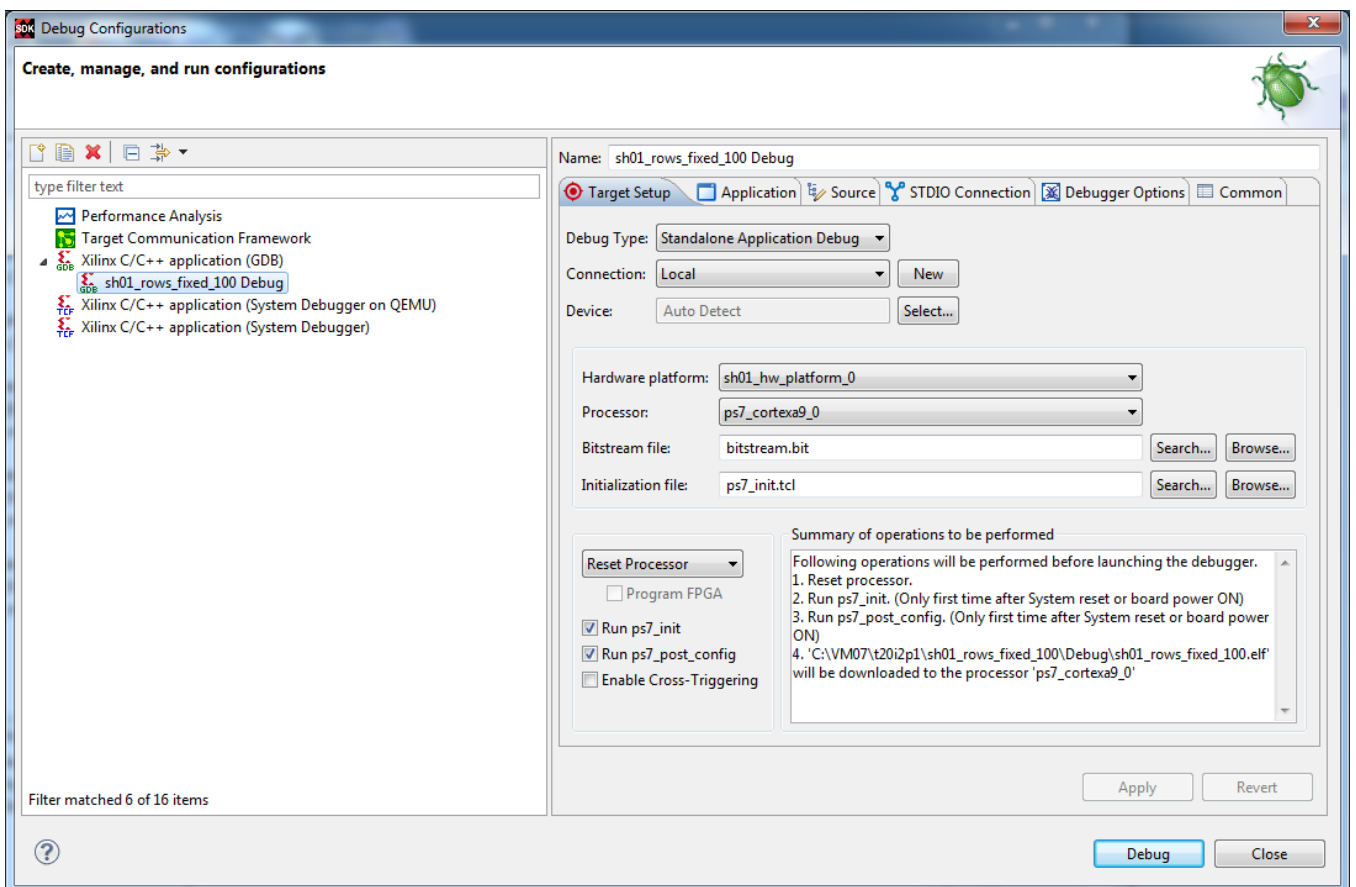 SDK Debug Configurations
Create, manage, and run configurations
type filter text
Performance Analysis
Target Communication Framework
GDB Xilinx C/C++ application (GDB)
GDB sh01_rows_fixed_100 Debug
TCF Xilinx C/C++ application (System Debugger on QEMU)
TCF Xilinx C/C++ application (System Debugger)
Filter matched 6 of 16 items
Name: sh01_rows_fixed_100 Debug
Target Setup Application Source STDIO Connection Debugger Options Common
Debug Type: Standalone Application Debug
Connection: Local New
Device: Auto Detect Select...
Hardware platform: sh01_hw_platform_0
Processor: ps7_cortexa9_0
Bitstream file: bitstream.bit Search... Browse...
Initialization file: ps7_init.tcl Search... Browse...
Reset Processor
Program FPGA
Run ps7_init
Run ps7_post_config
Enable Cross-Triggering
Summary of operations to be performed
Following operations will be performed before launching the debugger.
1. Reset processor.
2. Run ps7_init. (Only first time after System reset or board power ON)
3. Run ps7_post_config. (Only first time after System reset or board power
ON)
4. 'C:\VM07\t20i2p1\sh01_rows_fixed_100\Debug\sh01_rows_fixed_100.elf'
will be downloaded to the processor 'ps7_cortexa9_0'
Apply Revert
? Debug Close